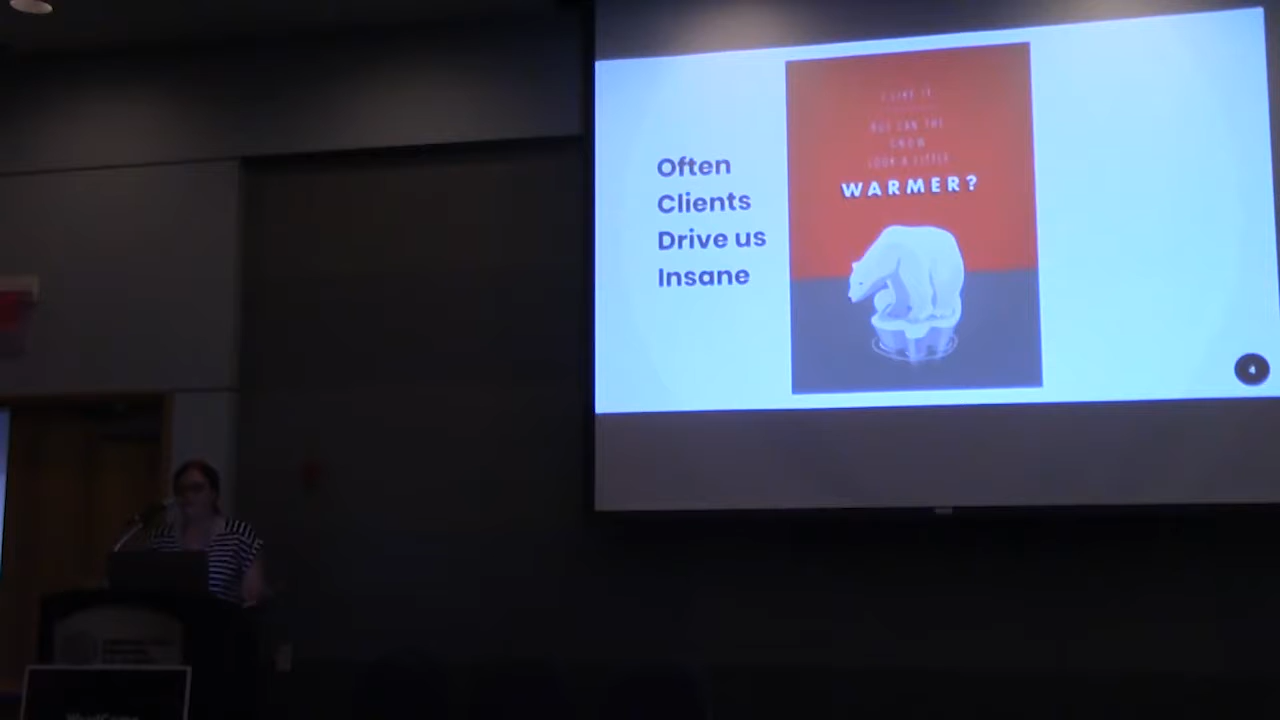 Often
Clients
Drive us
Insane
I LIKE IT
BUT CAN THE
SNOW
LOOK A LITTLE
WARMER?
4